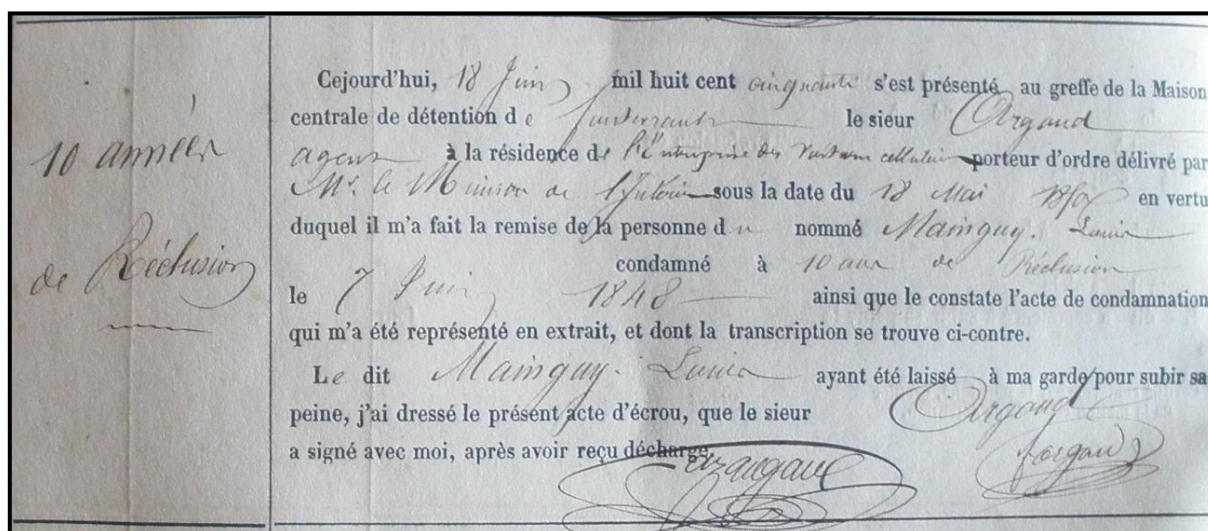 10 années
de Réclusion
Cejourd'hui, 18 Juin mil huit cent cinquante s'est présenté au greffe de la Maison
centrale de détention de le sieur Argaud
agent à la résidence de l'Entreprise des cellulaires porteur d'ordre délivré par
Mr. le Ministre de l'Intérieur sous la date du 18 Mai 1850 en vertu
duquel il m'a fait la remise de la personne du nommé Mainguy. Louis
condamné à 10 ans de Réclusion
le 7 Juin 1848 ainsi que le constate l'acte de condamnation
qui m'a été représenté en extrait, et dont la transcription se trouve ci-contre.
Le dit Mainguy. Louis ayant été laissé à ma garde pour subir sa
peine, j'ai dressé le présent acte d'écrou, que le sieur Argaud
a signé avec moi, après avoir reçu décharge.